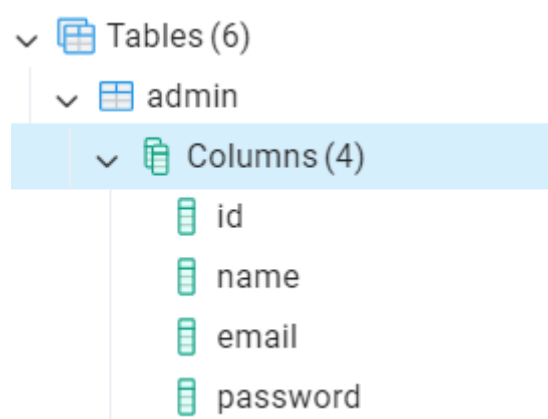 Tables (6)
admin
Columns (4)
id
name
email
password